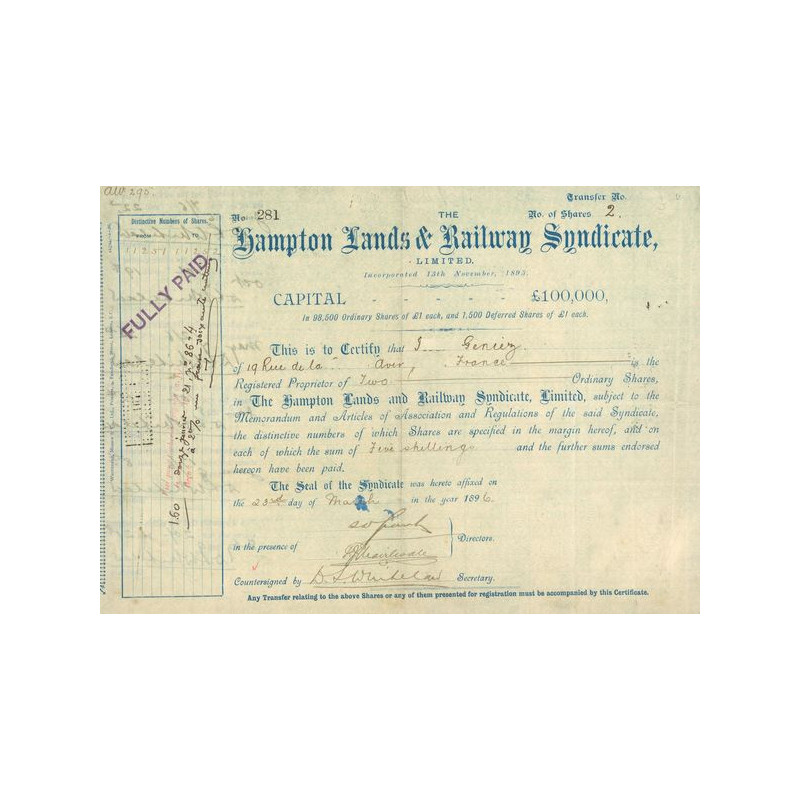 AW 290.
Transfer No.
No. 281 THE No. of Shares 2.
Hampton Lands & Railway Syndicate,
LIMITED.
Incorporated 13th November, 1895.
CAPITAL - - - - £100,000,
In 98,500 Ordinary Shares of £1 each, and 1,500 Deferred Shares of £1 each.
This is to Certify that J Gencez
of 19 Rue de la France is the
Registered Proprietor of Two Ordinary Shares,
in The Hampton Lands and Railway Syndicate, Limited, subject to the
Memorandum and Articles of Association and Regulations of the said Syndicate,
the distinctive numbers of which Shares are specified in the margin hereof, and on
each of which the sum of Five shillings and the further sums endorsed
hereon have been paid.
The Seal of the Syndicate was hereto affixed on
the 23rd day of March in the year 1896.
Directors.
in the presence of
Countersigned by D. S. Whitelaw Secretary.
Any Transfer relating to the above Shares or any of them presented for registration must be accompanied by this Certificate.
Distinctive Numbers of Shares.
FROM TO
FULLY PAID
1.60